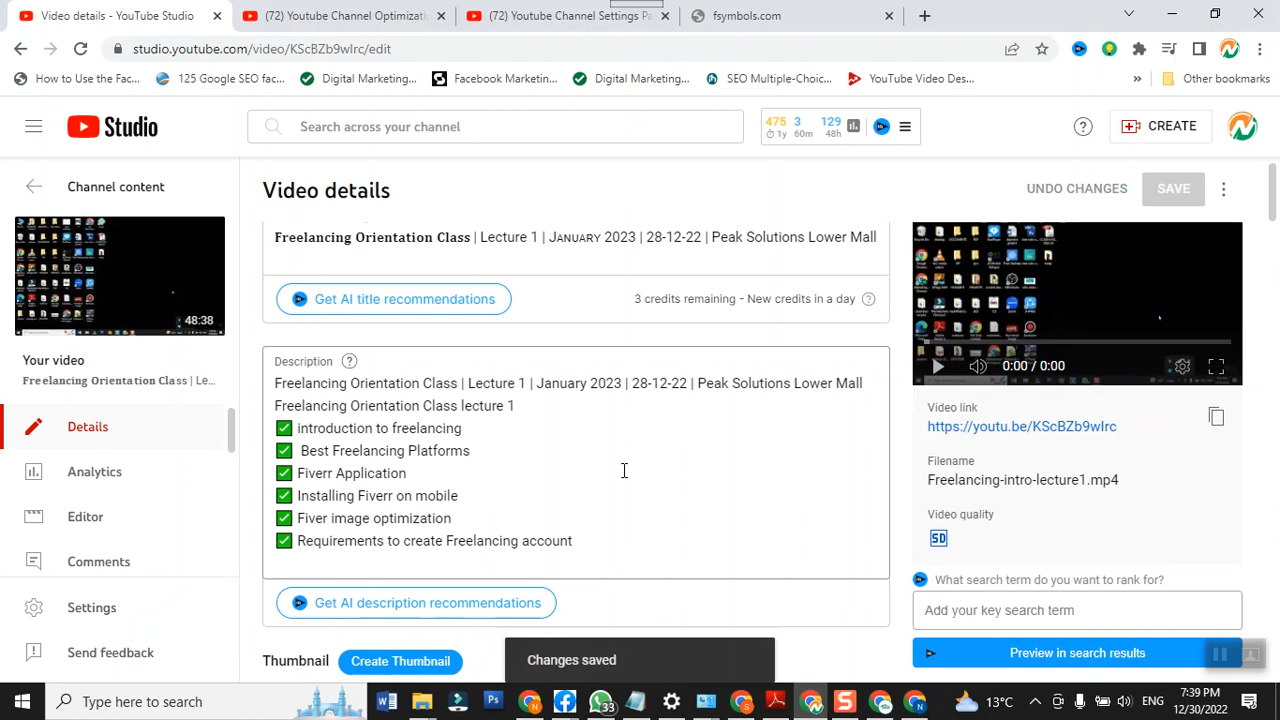 Video details - YouTube Studio
(72) Youtube Channel Optimizatio
(72) Youtube Channel Settings Pa
fsymbols.com
studio.youtube.com/video/KScBZb9wIrc/edit
How to Use the Fac...
125 Google SEO fac...
Digital Marketing...
Facebook Marketin...
Digital Marketing...
SEO Multiple-Choic...
YouTube Video Des...
Other bookmarks
Studio
Search across your channel
475 3 129
1y 60m 48h
CREATE
Channel content
Video details
UNDO CHANGES
SAVE
48:38
Your video
Freelancing Orientation Class | Le...
Details
Analytics
Editor
Comments
Settings
Send feedback
Freelancing Orientation Class | Lecture 1 | January 2023 | 28-12-22 | Peak Solutions Lower Mall
Get AI title recommendations
3 credits remaining - New credits in a day
Description
Freelancing Orientation Class | Lecture 1 | January 2023 | 28-12-22 | Peak Solutions Lower Mall
Freelancing Orientation Class lecture 1
✅ introduction to freelancing
✅ Best Freelancing Platforms
✅ Fiverr Application
✅ Installing Fiverr on mobile
✅ Fiver image optimization
✅ Requirements to create Freelancing account
Get AI description recommendations
Thumbnail
Create Thumbnail
Changes saved
0:00 / 0:00
Video link
https://youtu.be/KScBZb9wIrc
Filename
Freelancing-intro-lecture1.mp4
Video quality
SD
What search term do you want to rank for?
Add your key search term
Preview in search results
Type here to search
33
13°C
ENG
7:39 PM
12/30/2022